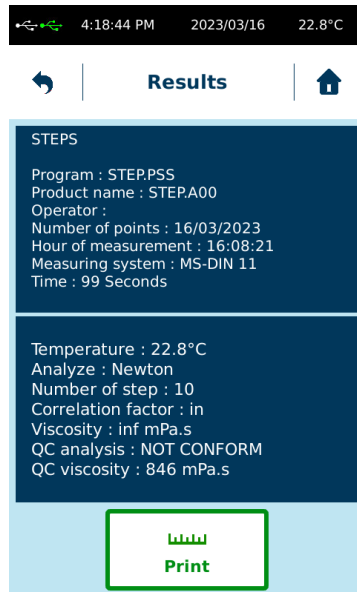 4:18:44 PM 2023/03/16 22.8°C
Results
STEPS
Program : STEP.PSS
Product name : STEP.A00
Operator :
Number of points : 16/03/2023
Hour of measurement : 16:08:21
Measuring system : MS-DIN 11
Time : 99 Seconds
Temperature : 22.8°C
Analyze : Newton
Number of step : 10
Correlation factor : in
Viscosity : inf mPa.s
QC analysis : NOT CONFORM
QC viscosity : 846 mPa.s
Print